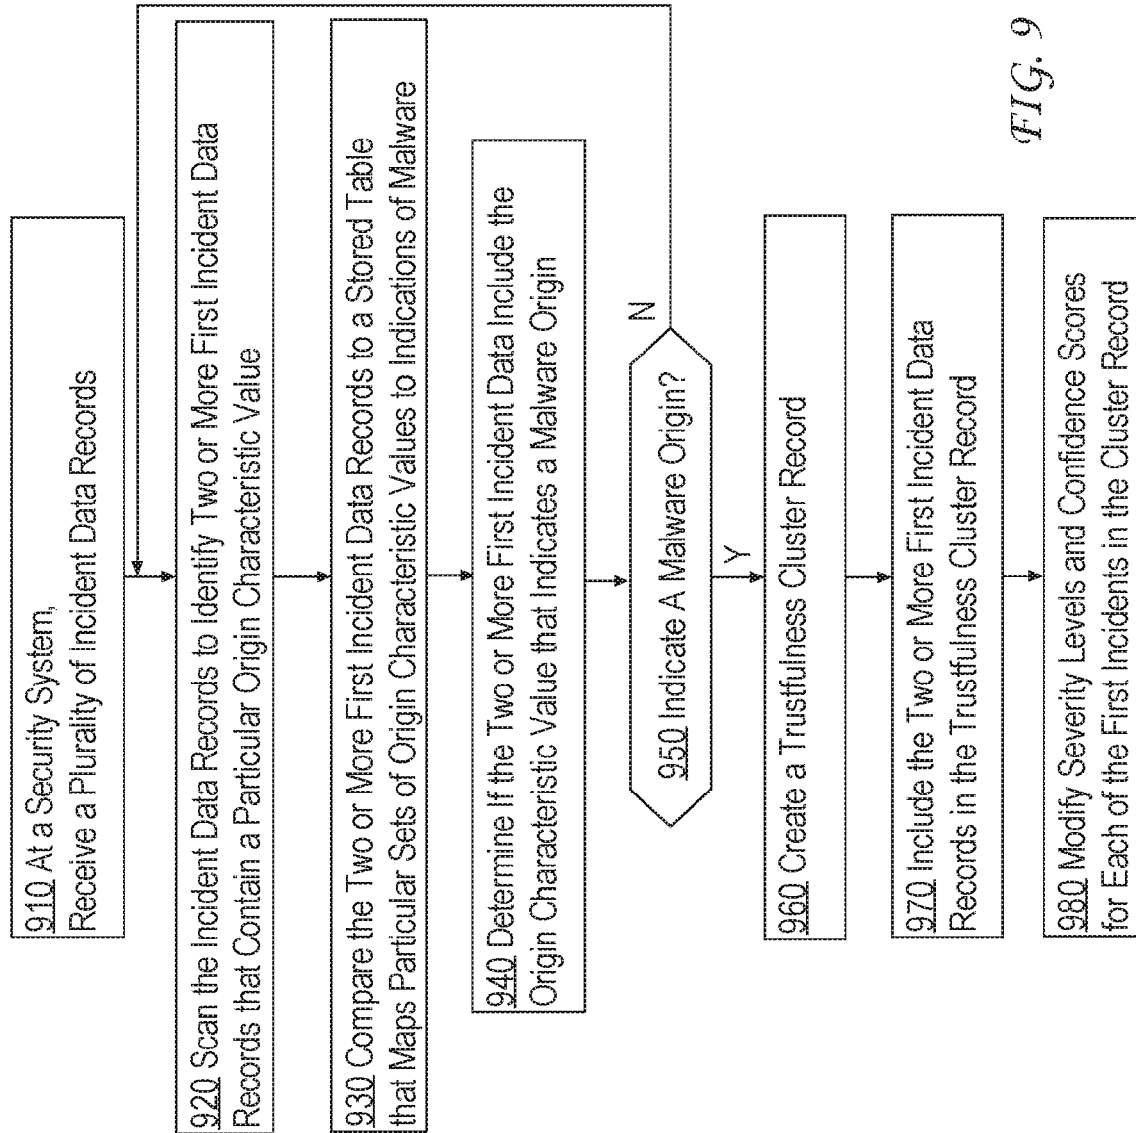 910 At a Security System,
Receive a Plurality of Incident Data Records
920 Scan the Incident Data Records to Identify Two or More First Incident Data
Records that Contain a Particular Origin Characteristic Value
930 Compare the Two or More First Incident Data Records to a Stored Table
that Maps Particular Sets of Origin Characteristic Values to Indications of Malware
940 Determine If the Two or More First Incident Data Include the
Origin Characteristic Value that Indicates a Malware Origin
950 Indicate A Malware Origin?
N
Y
960 Create a Trustfulness Cluster Record
970 Include the Two or More First Incident Data
Records in the Trustfulness Cluster Record
980 Modify Severity Levels and Confidence Scores
for Each of the First Incidents in the Cluster Record
FIG. 9